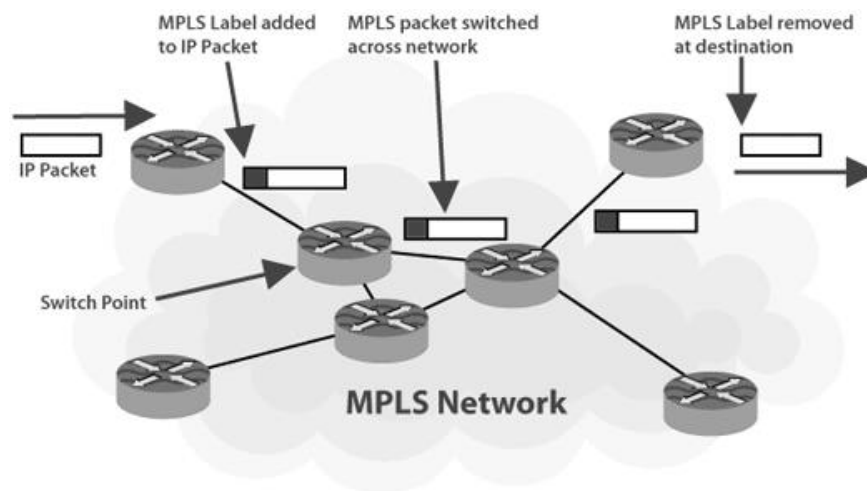 MPLS Label added
to IP Packet
MPLS packet switched
across network
MPLS Label removed
at destination
IP Packet
Switch Point
MPLS Network